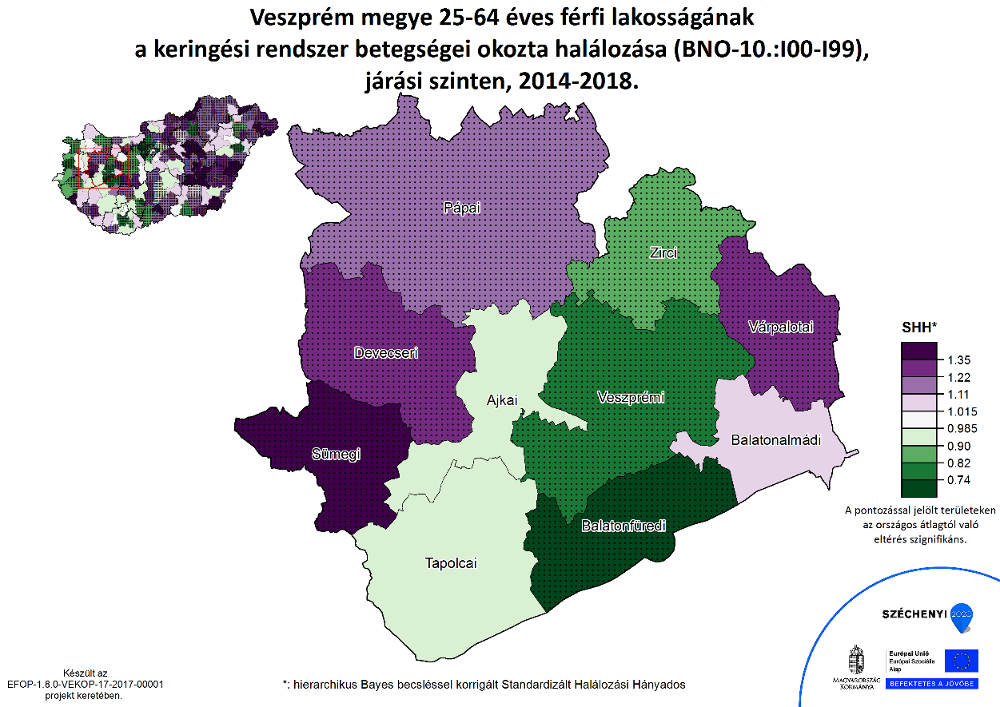 Veszprém megye 25-64 éves férfi lakosságának
a keringési rendszer betegségei okozta halálozása (BNO-10.:I00-I99),
járási szinten, 2014-2018.
Pápai
Zirci
Várpalotai
Devecseri
Ajkai
Veszprémi
Balatonalmádi
Sümegi
Balatonfüredi
Tapolcai
SHH*
1.35
1.22
1.11
1.015
0.985
0.90
0.82
0.74
A pontozással jelölt területeken
az országos átlagtól való
eltérés szignifikáns.
SZÉCHENYI 2020
MAGYARORSZÁG
KORMÁNYA
Európai Unió
Európai Szociális
Alap
BEFEKTETÉS A JÖVŐBE
Készült az
EFOP-1.8.0-VEKOP-17-2017-00001
projekt keretében.
*: hierarchikus Bayes becsléssel korrigált Standardizált Halálozási Hányados